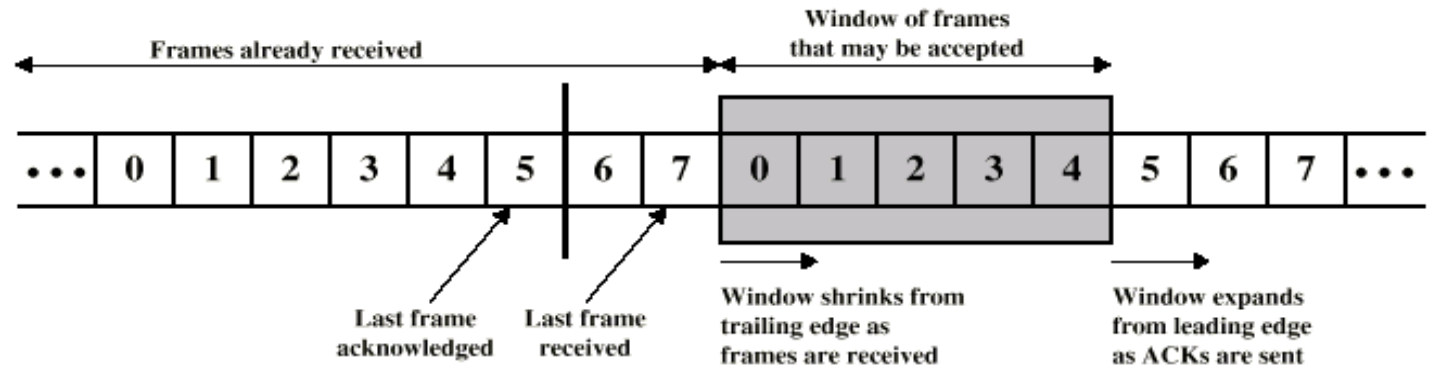 Window of frames
that may be accepted
Frames already received
••• 0 1 2 3 4 5 6 7 0 1 2 3 4 5 6 7 •••
Last frame
acknowledged
Last frame
received
Window shrinks from
trailing edge as
frames are received
Window expands
from leading edge
as ACKs are sent